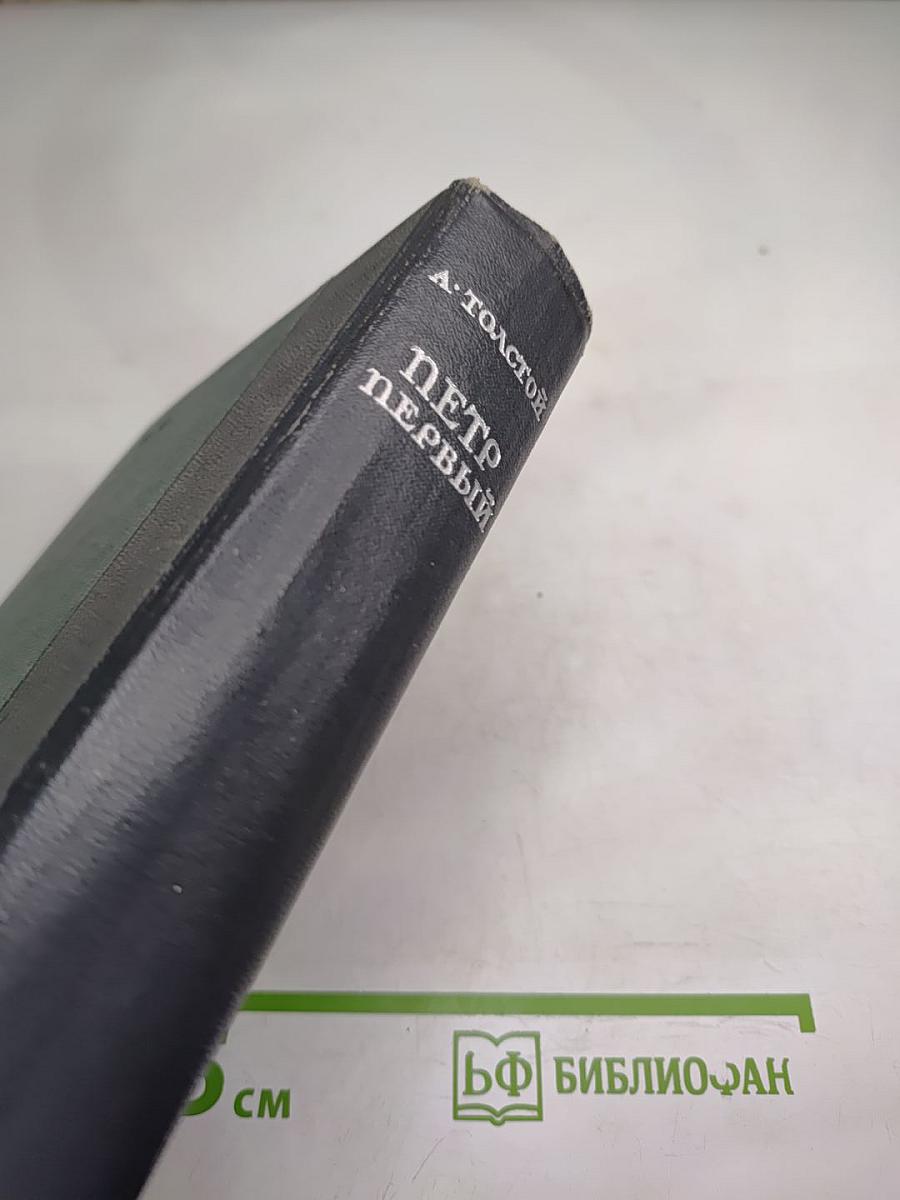 А·ТОЛСТОЙ
ПЕТР
ПЕРВЫЙ
см
БФ БИБЛИОФАН